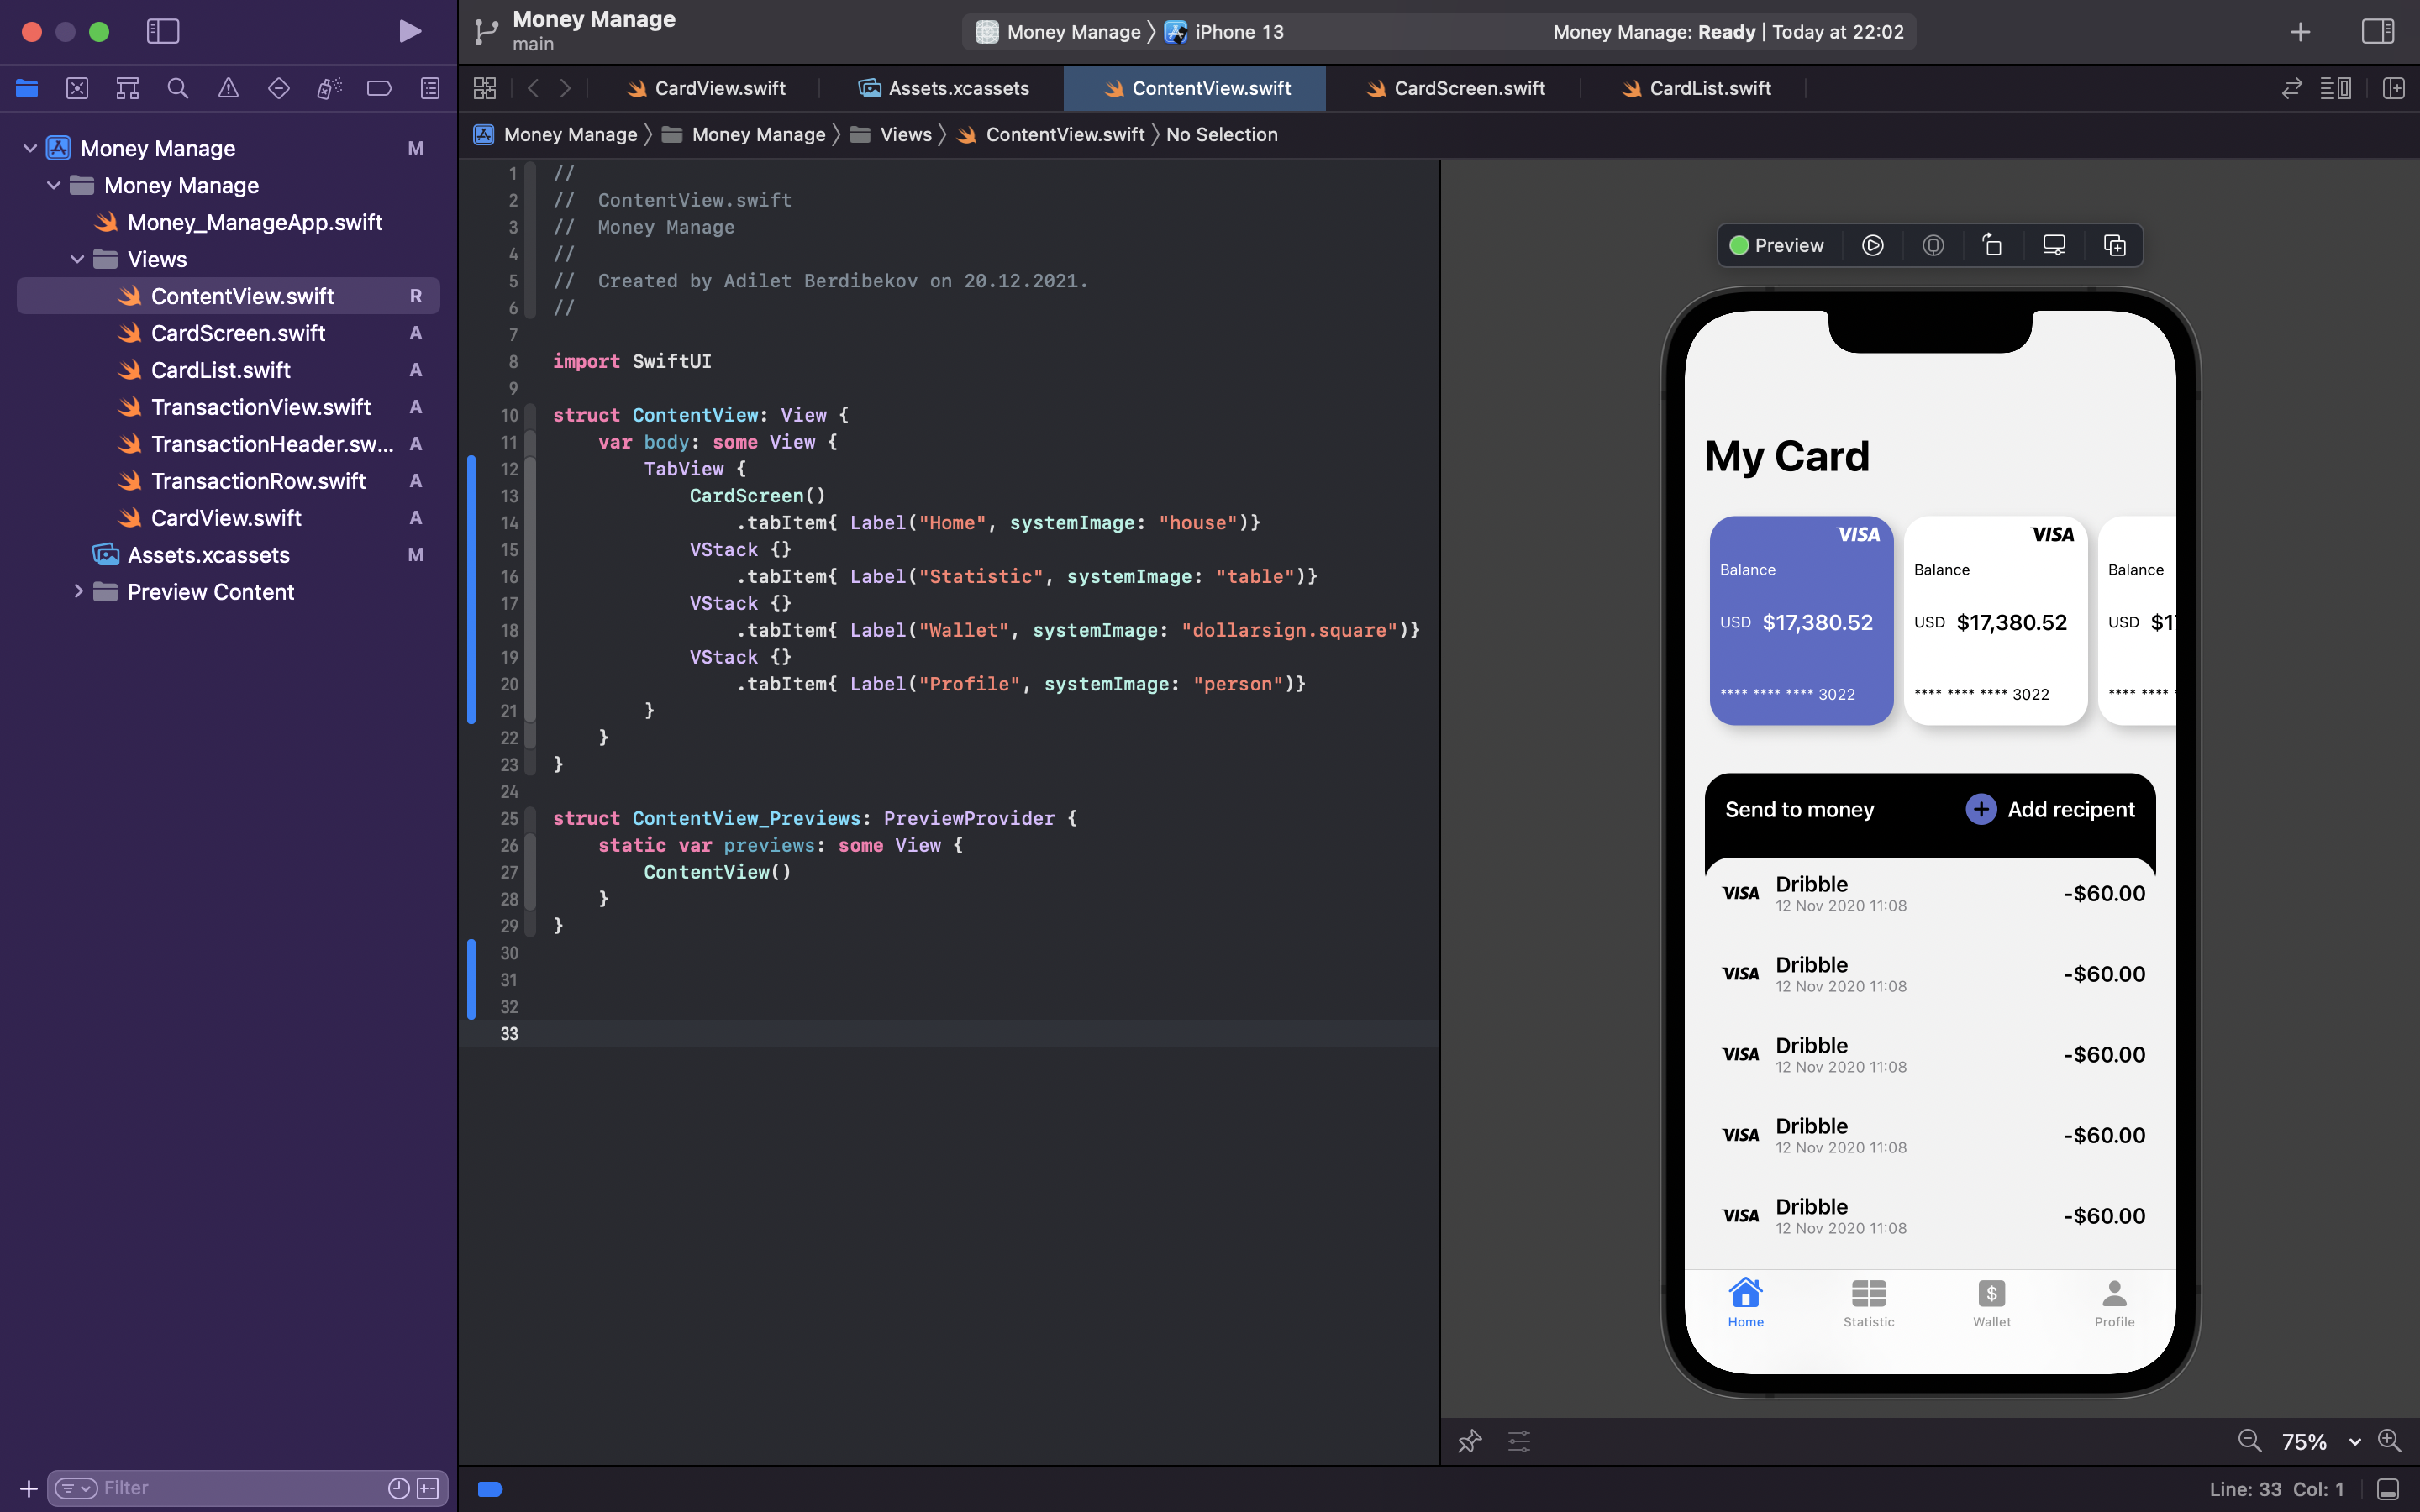 Money Manage
main
Money Manage
iPhone 13
Money Manage: Ready | Today at 22:02
CardView.swift
Assets.xcassets
ContentView.swift
CardScreen.swift
CardList.swift
Money Manage
Money Manage
Views
ContentView.swift
No Selection
Money Manage M
Money Manage
Money_ManageApp.swift
Views
ContentView.swift R
CardScreen.swift A
CardList.swift A
TransactionView.swift A
TransactionHeader.sw... A
TransactionRow.swift A
CardView.swift A
Assets.xcassets M
Preview Content
Filter
1 //
2 //  ContentView.swift
3 //  Money Manage
4 //
5 //  Created by Adilet Berdibekov on 20.12.2021.
6 //
7
8 import SwiftUI
9
10 struct ContentView: View {
11     var body: some View {
12         TabView {
13             CardScreen()
14                 .tabItem{ Label("Home", systemImage: "house")}
15             VStack {}
16                 .tabItem{ Label("Statistic", systemImage: "table")}
17             VStack {}
18                 .tabItem{ Label("Wallet", systemImage: "dollarsign.square")}
19             VStack {}
20                 .tabItem{ Label("Profile", systemImage: "person")}
21         }
22     }
23 }
24
25 struct ContentView_Previews: PreviewProvider {
26     static var previews: some View {
27         ContentView()
28     }
29 }
30
31
32
33
Preview
My Card
VISA
Balance
USD $17,380.52
**** **** **** 3022
VISA
Balance
USD $17,380.52
**** **** **** 3022
Balance
USD $1
**** ****
Send to money
+ Add recipent
VISA Dribble -$60.00
12 Nov 2020 11:08
VISA Dribble -$60.00
12 Nov 2020 11:08
VISA Dribble -$60.00
12 Nov 2020 11:08
VISA Dribble -$60.00
12 Nov 2020 11:08
VISA Dribble -$60.00
12 Nov 2020 11:08
$
Home Statistic Wallet Profile
75%
Line: 33 Col: 1